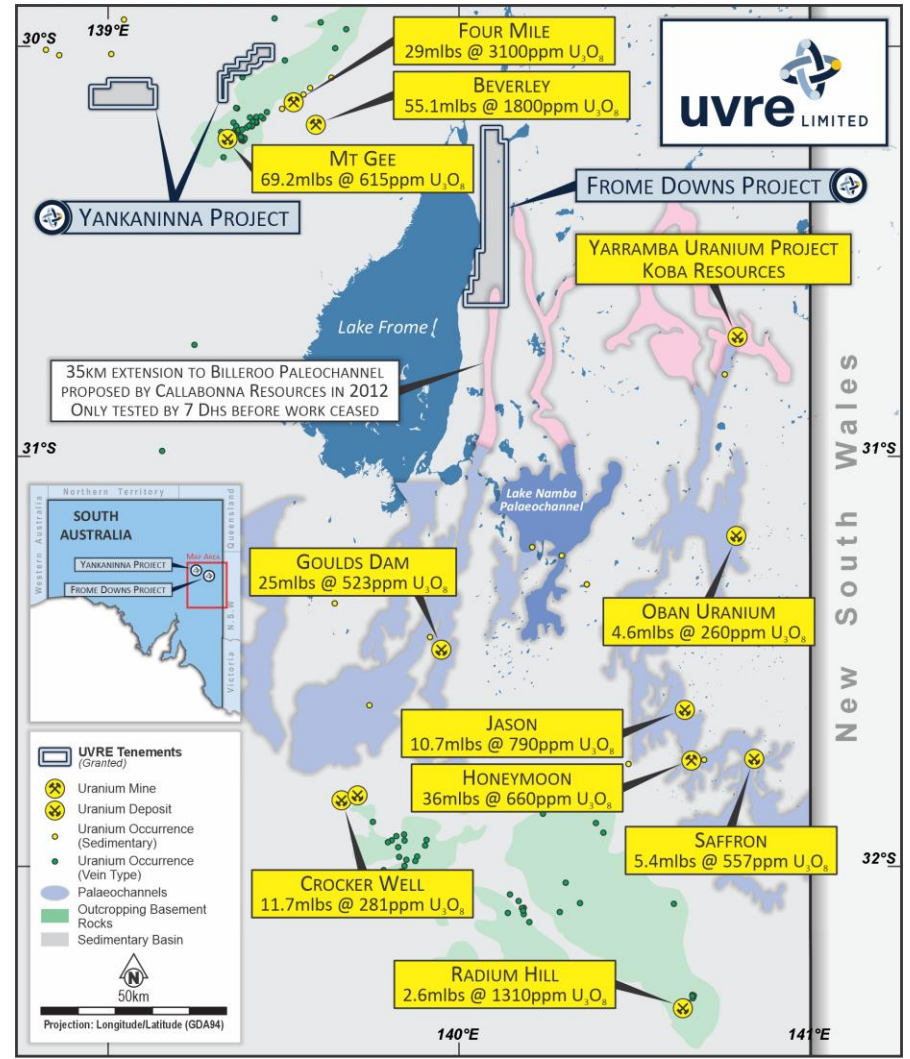 139°E
30°S
FOUR MILE
29mlbs @ 3100ppm U₃O₈
BEVERLEY
55.1mlbs @ 1800ppm U₃O₈
uvre LIMITED
MT GEE
69.2mlbs @ 615ppm U₃O₈
YANKANINNA PROJECT
FROME DOWNS PROJECT
YARRAMBA URANIUM PROJECT
KOBA RESOURCES
Lake Frome
35KM EXTENSION TO BILLEROO PALEOCHANNEL
PROPOSED BY CALLABONNA RESOURCES IN 2012
ONLY TESTED BY 7 DHS BEFORE WORK CEASED
31°S
31°S
New South Wales
Lake Namba
Palaeochannel
Northern Territory
Western Australia
Queensland
SOUTH
AUSTRALIA
MAP AREA
YANKANINNA PROJECT
FROME DOWNS PROJECT
N.S.W
Victoria
GOULDS DAM
25mlbs @ 523ppm U₃O₈
OBAN URANIUM
4.6mlbs @ 260ppm U₃O₈
JASON
10.7mlbs @ 790ppm U₃O₈
HONEYMOON
36mlbs @ 660ppm U₃O₈
SAFFRON
5.4mlbs @ 557ppm U₃O₈
32°S
CROCKER WELL
11.7mlbs @ 281ppm U₃O₈
RADIUM HILL
2.6mlbs @ 1310ppm U₃O₈
140°E
141°E
UVRE Tenements
(Granted)
Uranium Mine
Uranium Deposit
Uranium Occurrence
(Sedimentary)
Uranium Occurrence
(Vein Type)
Palaeochannels
Outcropping Basement
Rocks
Sedimentary Basin
N
50km
Projection: Longitude/Latitude (GDA94)